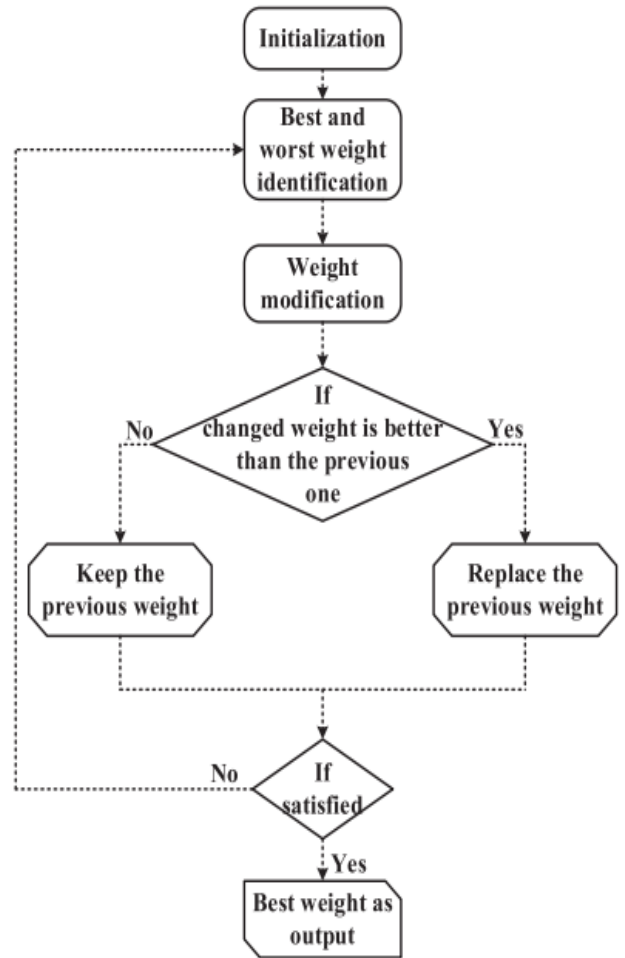 Initialization
Best and
worst weight
identification
Weight
modification
If
changed weight is better
than the previous
one
No
Yes
Keep the
previous weight
Replace the
previous weight
No
If
satisfied
Yes
Best weight as
output